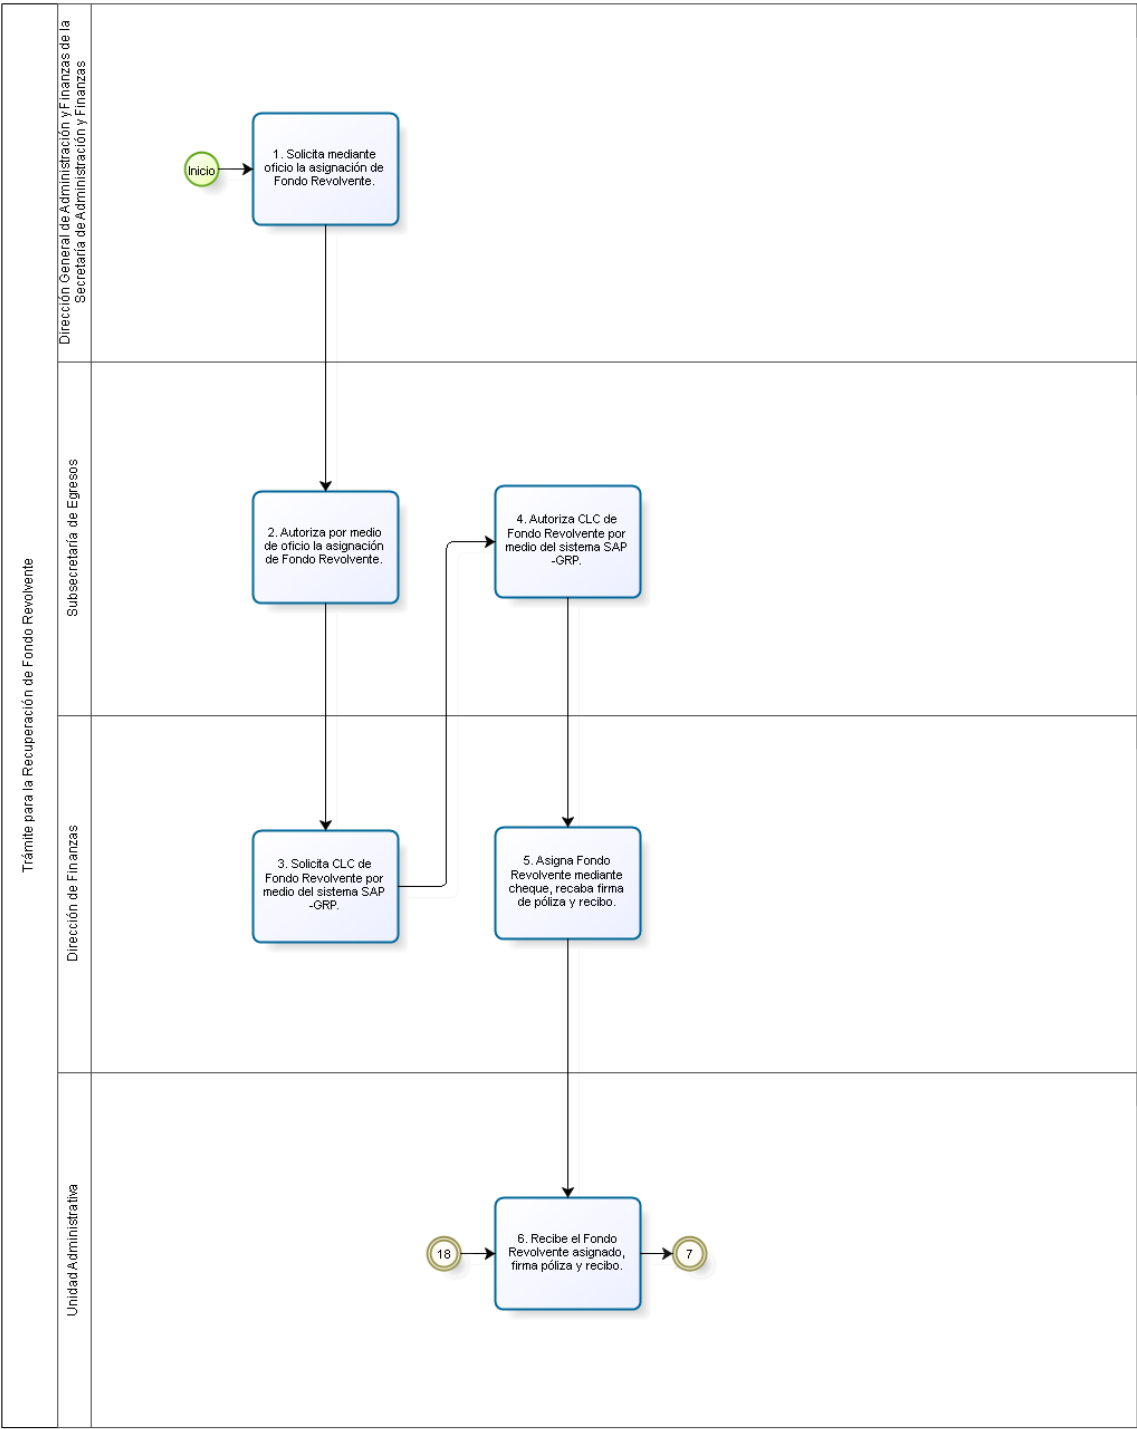 Trámite para la Recuperación de Fondo Revolvente
Dirección General de Administración y Finanzas de la
Secretaría de Administración y Finanzas
Inicio
1. Solicita mediante
oficio la asignación de
Fondo Revolvente.
Subsecretaría de Egresos
2. Autoriza por medio
de oficio la asignación
de Fondo Revolvente.
4. Autoriza CLC de
Fondo Revolvente por
medio del sistema SAP
-GRP.
Dirección de Finanzas
3. Solicita CLC de
Fondo Revolvente por
medio del sistema SAP
-GRP.
5. Asigna Fondo
Revolvente mediante
cheque, recaba firma
de póliza y recibo.
Unidad Administrativa
18
6. Recibe el Fondo
Revolvente asignado,
firma póliza y recibo.
7